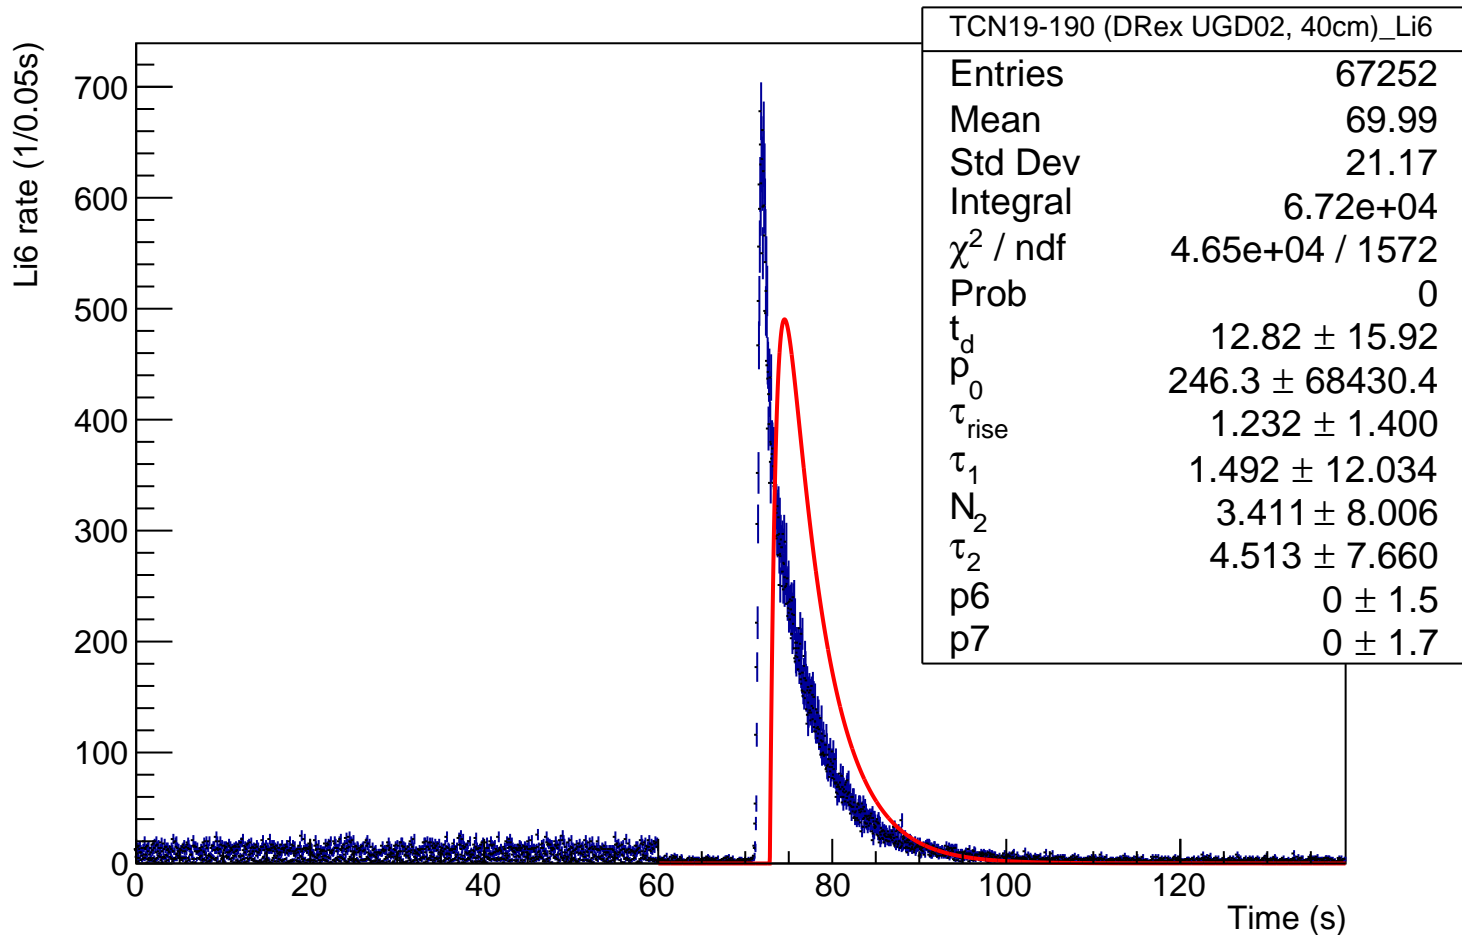 TCN19-190 (DRex UGD02, 40cm)_Li6
Entries 67252
Mean 69.99
Std Dev 21.17
Integral 6.72e+04
χ² / ndf 4.65e+04 / 1572
Prob 0
t_d 12.82 ± 15.92
p_0 246.3 ± 68430.4
τ_rise 1.232 ± 1.400
τ_1 1.492 ± 12.034
N_2 3.411 ± 8.006
τ_2 4.513 ± 7.660
p6 0 ± 1.5
p7 0 ± 1.7
Li6 rate (1/0.05s)
700
600
500
400
300
200
100
0
0 20 40 60 80 100 120
Time (s)